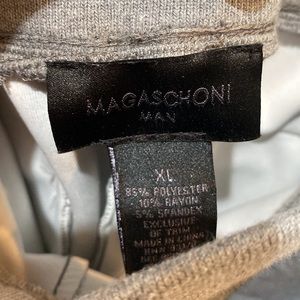 MAGASCHONI
MAN
XL
85% POLYESTER
10% RAYON
5% SPANDEX
EXCLUSIVE
OF TRIM
MADE IN CHINA